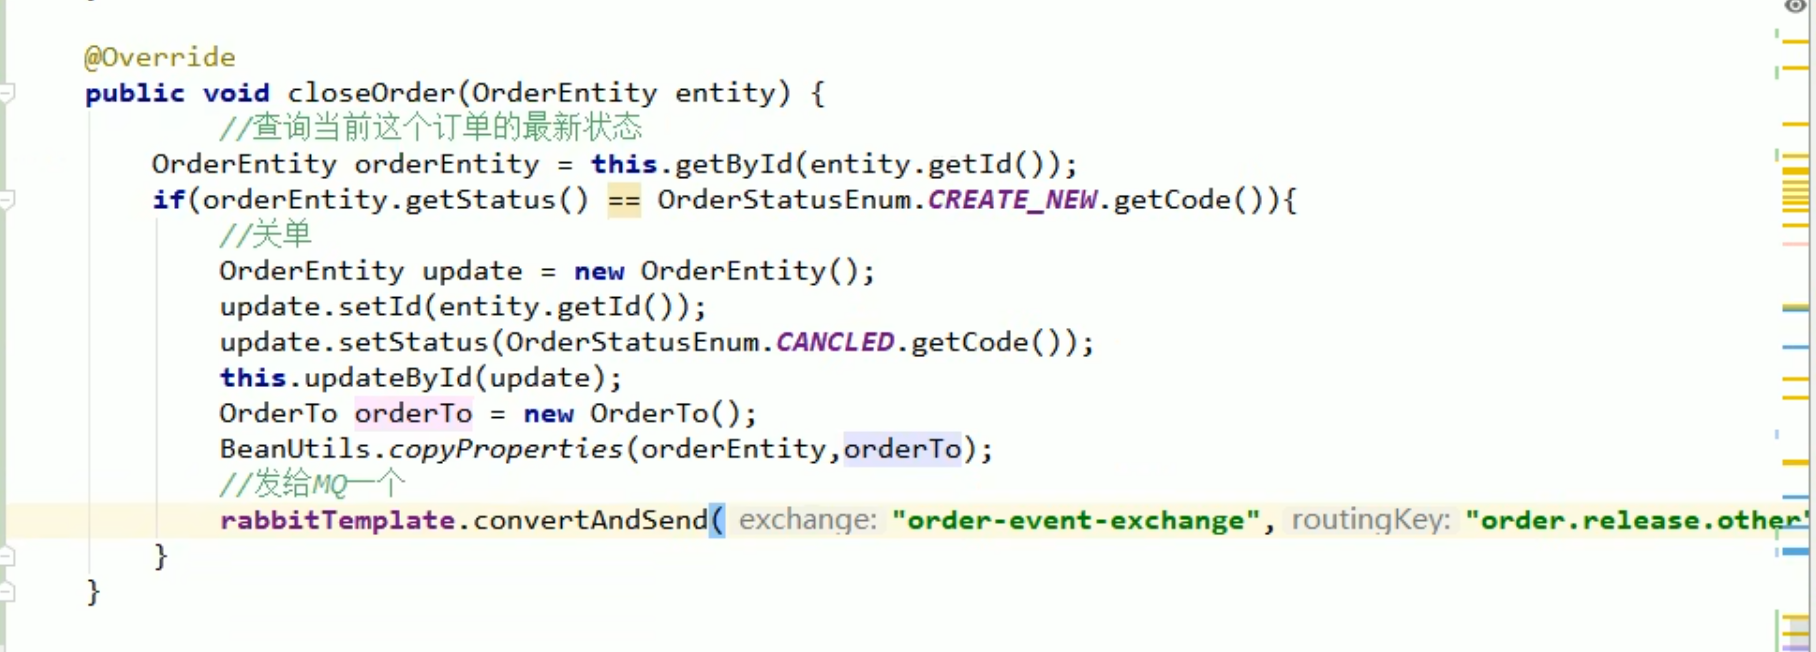 @Override
public void closeOrder(OrderEntity entity) {
//查询当前这个订单的最新状态
OrderEntity orderEntity = this.getById(entity.getId());
if(orderEntity.getStatus() == OrderStatusEnum.CREATE_NEW.getCode()){
//关单
OrderEntity update = new OrderEntity();
update.setId(entity.getId());
update.setStatus(OrderStatusEnum.CANCLED.getCode());
this.updateById(update);
OrderTo orderTo = new OrderTo();
BeanUtils.copyProperties(orderEntity,orderTo);
//发给MQ一个
rabbitTemplate.convertAndSend( exchange: "order-event-exchange", routingKey: "order.release.other"
}
}